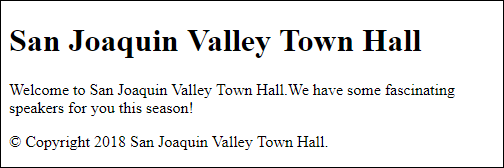 San Joaquin Valley Town Hall
Welcome to San Joaquin Valley Town Hall.We have some fascinating
speakers for you this season!
© Copyright 2018 San Joaquin Valley Town Hall.